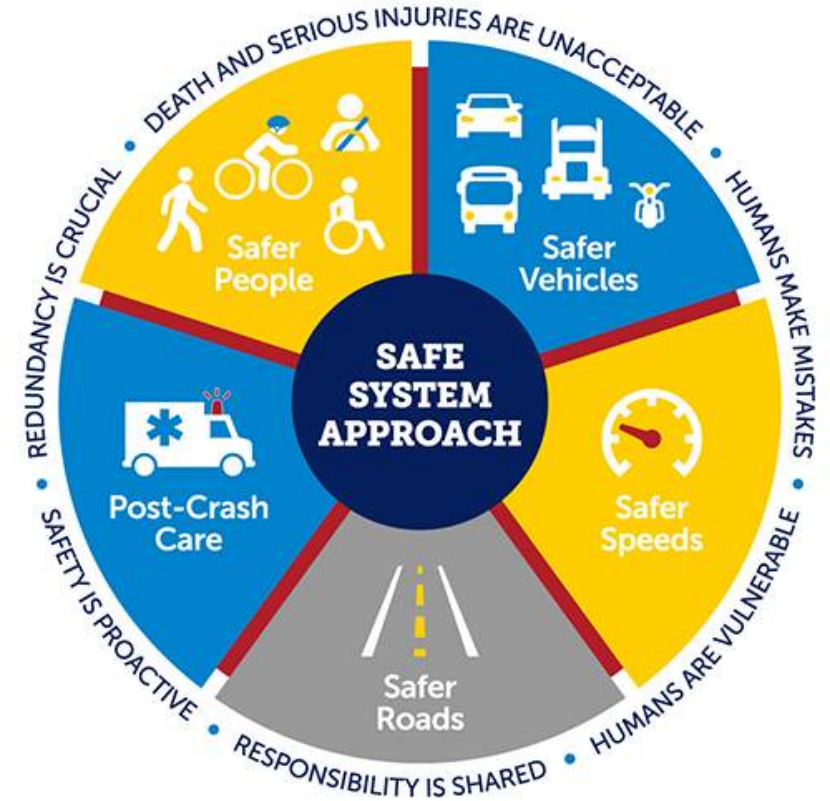 DEATH AND SERIOUS INJURIES ARE UNACCEPTABLE
HUMANS MAKE MISTAKES
HUMANS ARE VULNERABLE
RESPONSIBILITY IS SHARED
SAFETY IS PROACTIVE
REDUNDANCY IS CRUCIAL
Safer
People
Safer
Vehicles
SAFE
SYSTEM
APPROACH
Post-Crash
Care
Safer
Speeds
Safer
Roads